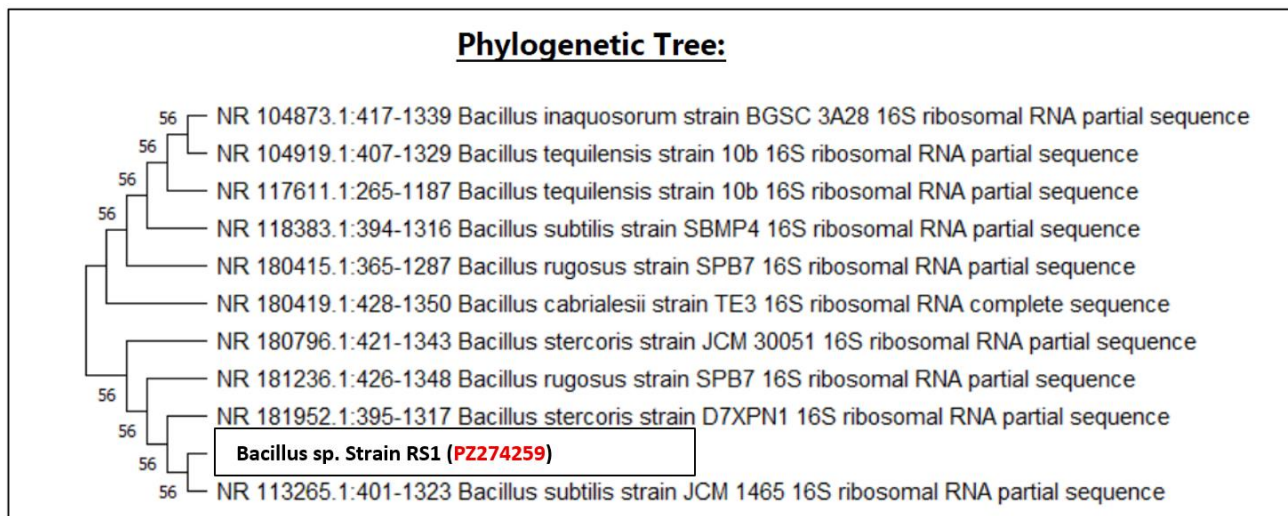 Phylogenetic Tree:
56 NR 104873.1:417-1339 Bacillus inaquosorum strain BGSC 3A28 16S ribosomal RNA partial sequence
56
NR 104919.1:407-1329 Bacillus tequilensis strain 10b 16S ribosomal RNA partial sequence
56
NR 117611.1:265-1187 Bacillus tequilensis strain 10b 16S ribosomal RNA partial sequence
56
NR 118383.1:394-1316 Bacillus subtilis strain SBMP4 16S ribosomal RNA partial sequence
NR 180415.1:365-1287 Bacillus rugosus strain SPB7 16S ribosomal RNA partial sequence
NR 180419.1:428-1350 Bacillus cabrialesii strain TE3 16S ribosomal RNA complete sequence
NR 180796.1:421-1343 Bacillus stercoris strain JCM 30051 16S ribosomal RNA partial sequence
NR 181236.1:426-1348 Bacillus rugosus strain SPB7 16S ribosomal RNA partial sequence
56
NR 181952.1:395-1317 Bacillus stercoris strain D7XPN1 16S ribosomal RNA partial sequence
56
Bacillus sp. Strain RS1 (PZ274259)
56
56 NR 113265.1:401-1323 Bacillus subtilis strain JCM 1465 16S ribosomal RNA partial sequence